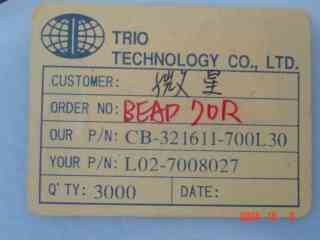 TRIO
TECHNOLOGY CO., LTD.
CUSTOMER: 微星
ORDER NO: BEAD 70R
OUR P/N: CB-321611-700L30
YOUR P/N: L02-7008027
Q'TY: 3000 DATE: